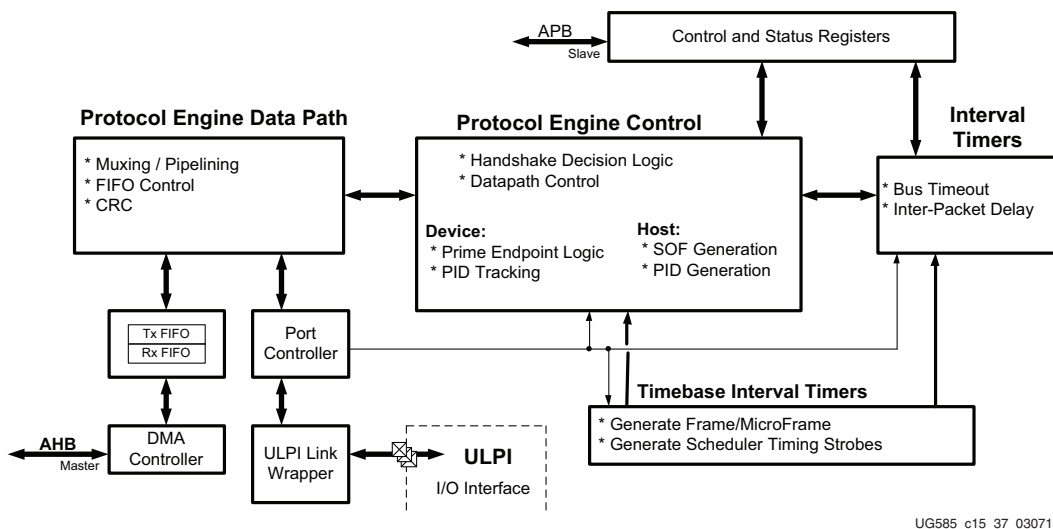 APB
Slave
Control and Status Registers
Protocol Engine Data Path
* Muxing / Pipelining
* FIFO Control
* CRC
Protocol Engine Control
* Handshake Decision Logic
* Datapath Control
Device:
* Prime Endpoint Logic
* PID Tracking
Host:
* SOF Generation
* PID Generation
Interval
Timers
* Bus Timeout
* Inter-Packet Delay
Tx FIFO
Rx FIFO
Port
Controller
Timebase Interval Timers
* Generate Frame/MicroFrame
* Generate Scheduler Timing Strobes
AHB
Master
DMA
Controller
ULPI Link
Wrapper
ULPI
I/O Interface
UG585_c15_37_03071